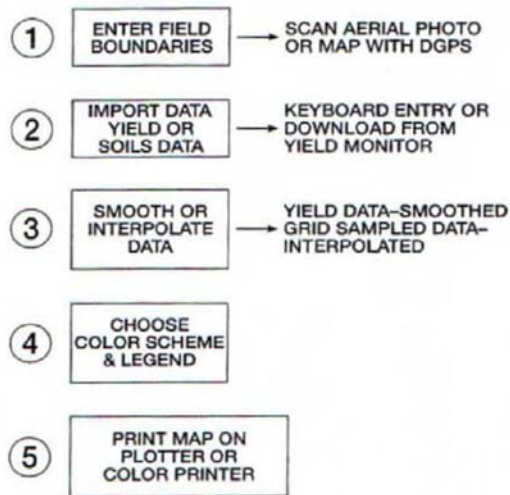 1
ENTER FIELD
BOUNDARIES
SCAN AERIAL PHOTO
OR MAP WITH DGPS
2
IMPORT DATA
YIELD OR
SOILS DATA
KEYBOARD ENTRY OR
DOWNLOAD FROM
YIELD MONITOR
3
SMOOTH OR
INTERPOLATE
DATA
YIELD DATA–SMOOTHED
GRID SAMPLED DATA–
INTERPOLATED
4
CHOOSE
COLOR SCHEME
& LEGEND
5
PRINT MAP ON
PLOTTER OR
COLOR PRINTER